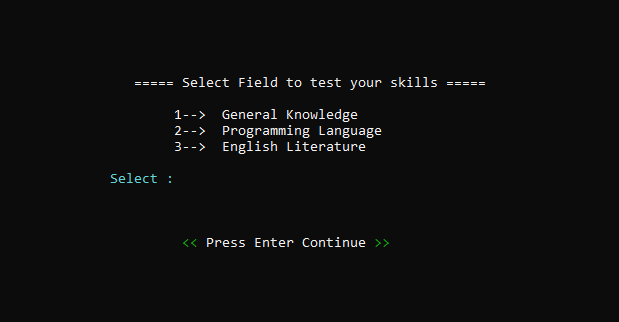 ===== Select Field to test your skills =====
1--> General Knowledge
2--> Programming Language
3--> English Literature
Select :
<< Press Enter Continue >>